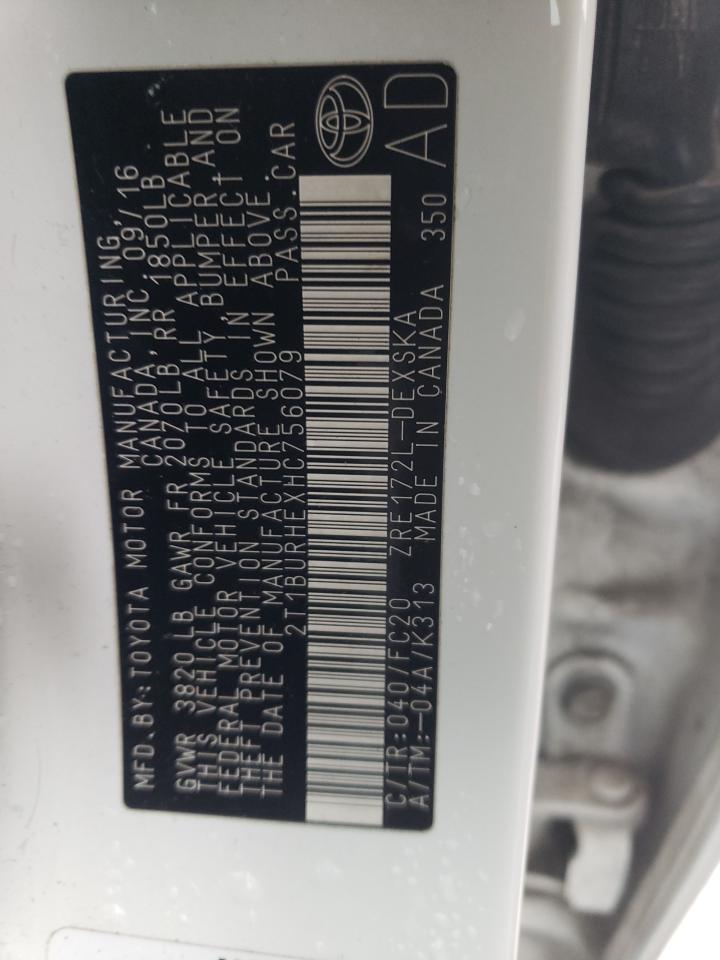 MFD.BY:TOYOTA MOTOR MANUFACTURING,
CANADA, INC.09/16
GVWR 3820 LB GAWR FR 2070LB, RR 1850LB
THIS VEHICLE CONFORMS TO ALL APPLICABLE
FEDERAL MOTOR VEHICLE SAFETY, BUMPER AND
THEFT PREVENTION STANDARDS IN EFFECT ON
THE DATE OF MANUFACTURE SHOWN ABOVE.
2T1BURHEXHC756079 PASS.CAR
C/TR:040/FC20 ZRE172L-DEXSKA
A/TM:-04A/K313 MADE IN CANADA 350
AD